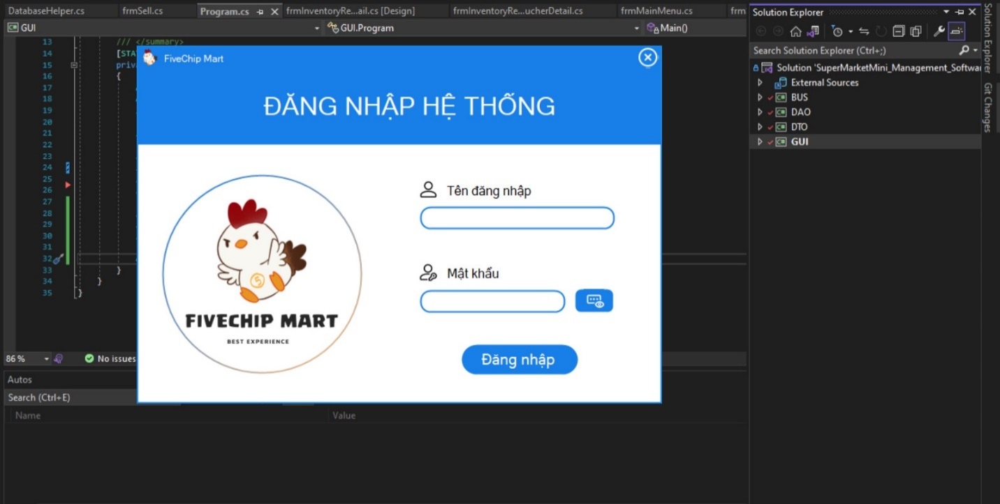 DatabaseHelper.cs frmSell.cs Program.cs frmInventoryRe...ail.cs [Design] frmInventoryRe...ucherDetail.cs frmMainMenu.cs frm
GUI GUI.Program Main()
13 /// </summary>
14 [STA
15 priv
16 {
17
18
19
20
21
22
23
24
25
26
27
28
29
30
31
32
33 }
34 }
35 }
86 % No issues
Autos
Search (Ctrl+E)
Name Value
FiveChip Mart
ĐĂNG NHẬP HỆ THỐNG
5
FIVECHIP MART
BEST EXPERIENCE
Tên đăng nhập
Mật khẩu
Đăng nhập
Solution Explorer
Search Solution Explorer (Ctrl+;)
Solution 'SuperMarketMini_Management_Softwar
External Sources
C# BUS
C# DAO
C# DTO
C# GUI
Solution Explorer
Git Changes